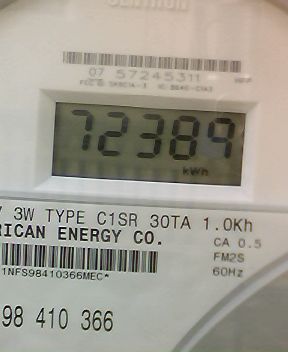 CENTRON
07 57245311
72389
kWh
3W TYPE C1SR 30TA 1.0Kh
RICAN ENERGY CO.
CA 0.5
FM2S
60Hz
1NFS98410366MEC*
98 410 366